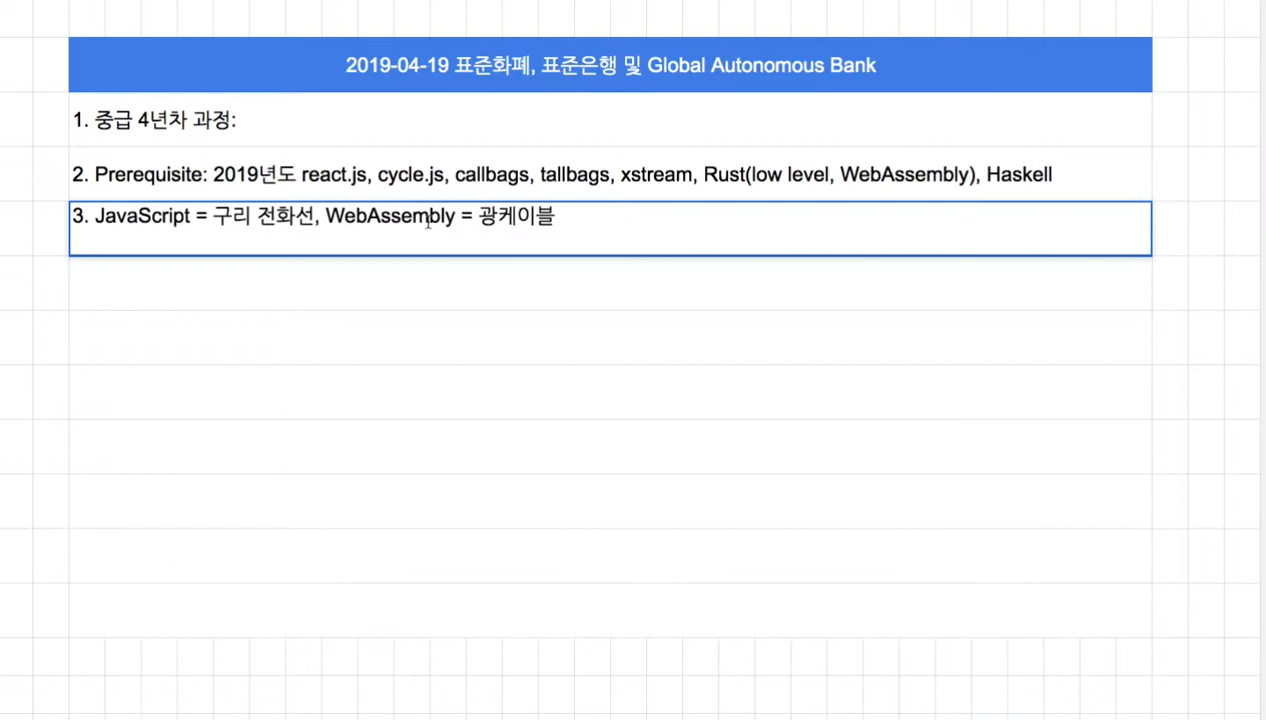 2019-04-19 표준화폐, 표준은행 및 Global Autonomous Bank
1. 중급 4년차 과정:
2. Prerequisite: 2019년도 react.js, cycle.js, callbags, tallbags, xstream, Rust(low level, WebAssembly), Haskell
3. JavaScript = 구리 전화선, WebAssembly = 광케이블